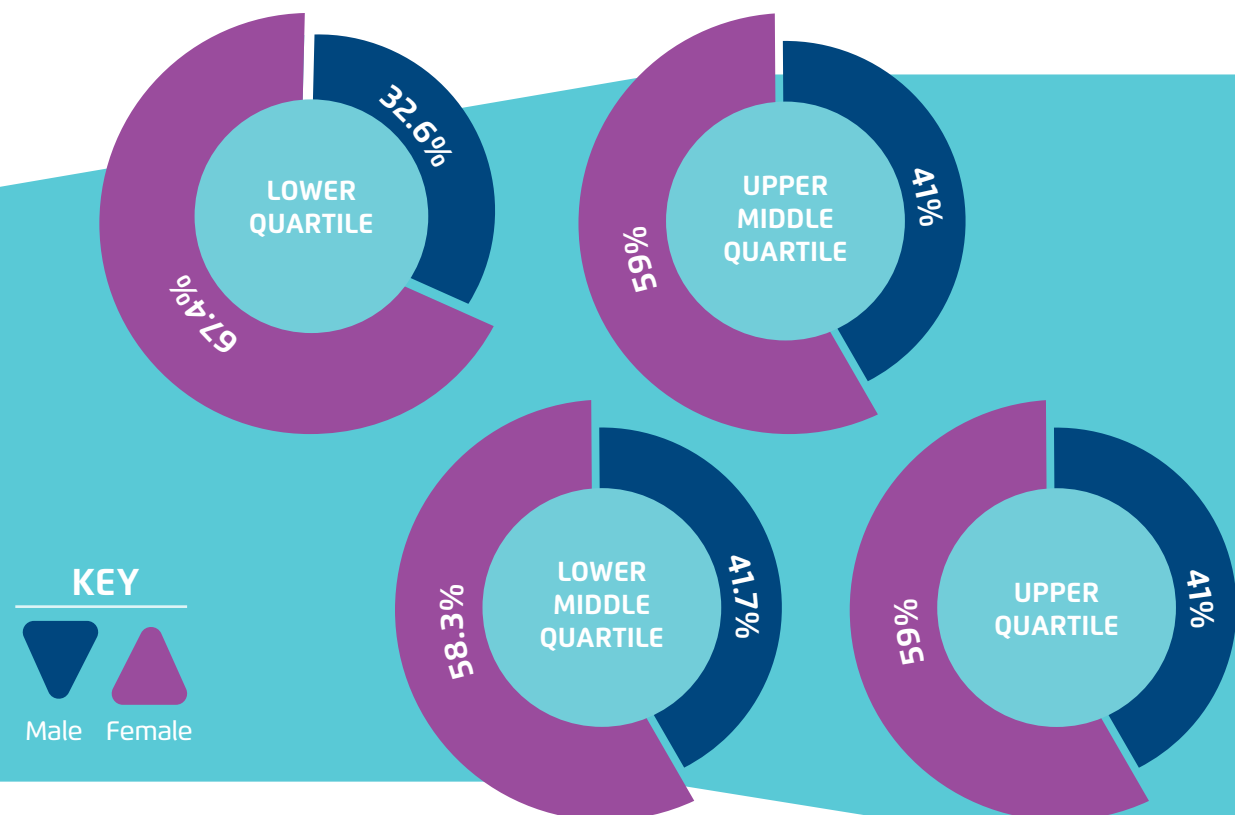 32.6%
LOWER
QUARTILE
67.4%
41%
UPPER
MIDDLE
QUARTILE
59%
41.7%
LOWER
MIDDLE
QUARTILE
58.3%
41%
UPPER
QUARTILE
59%
KEY
Male Female